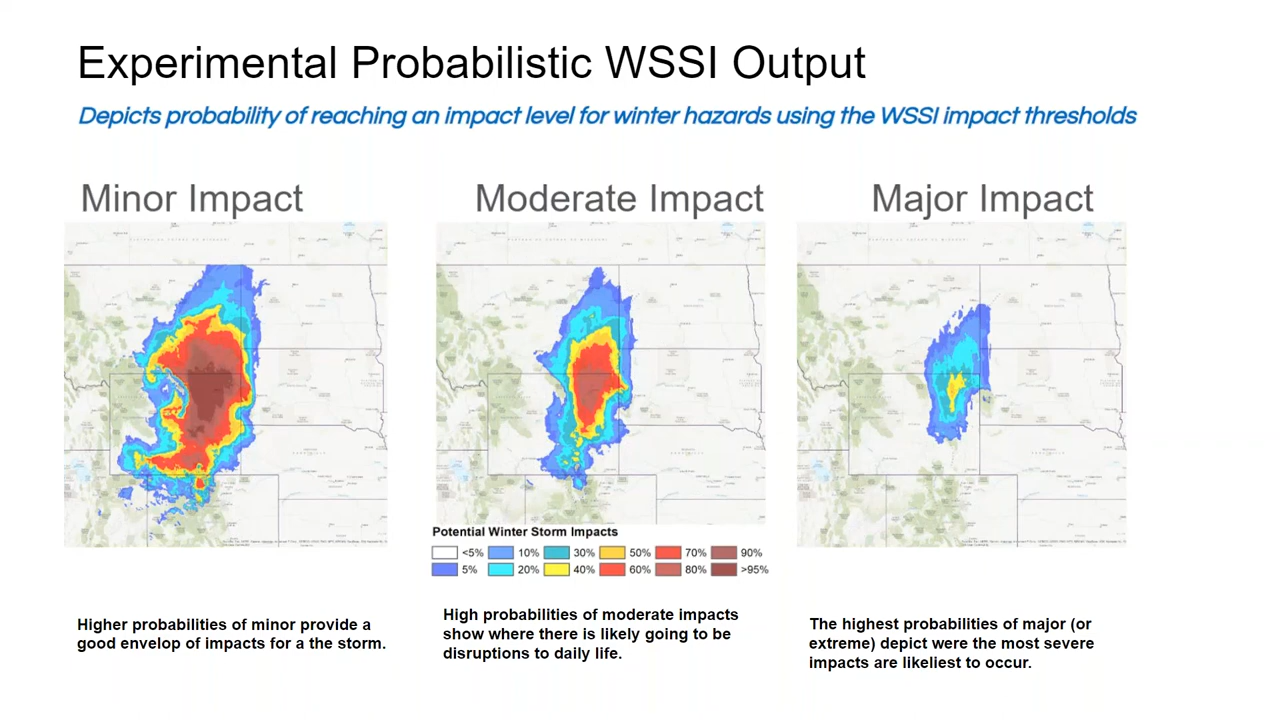 Experimental Probabilistic WSSI Output
Depicts probability of reaching an impact level for winter hazards using the WSSI impact thresholds
Minor Impact
Moderate Impact
Major Impact
Potential Winter Storm Impacts
<5% 10% 30% 50% 70% 90%
5% 20% 40% 60% 80% >95%
Higher probabilities of minor provide a
good envelop of impacts for a the storm.
High probabilities of moderate impacts
show where there is likely going to be
disruptions to daily life.
The highest probabilities of major (or
extreme) depict were the most severe
impacts are likeliest to occur.